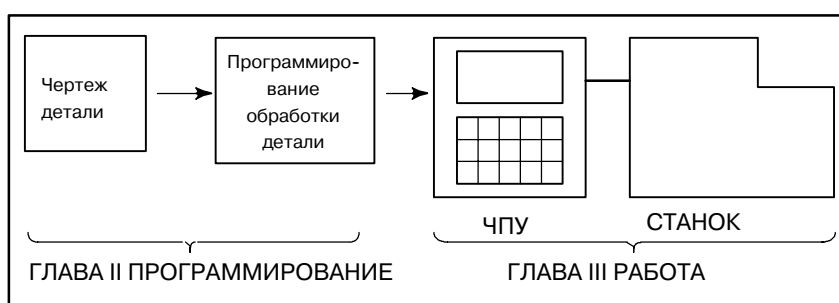 Чертеж
детали
Программиро-
вание
обработки
детали
ЧПУ
СТАНОК
ГЛАВА II ПРОГРАММИРОВАНИЕ
ГЛАВА III РАБОТА